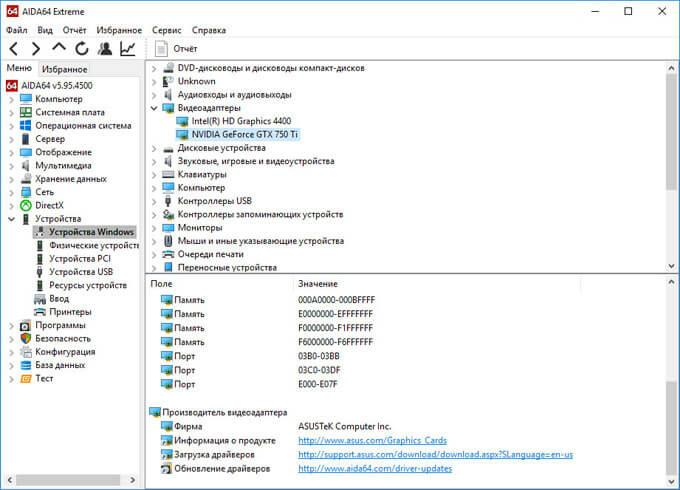 64 AIDA64 Extreme
Файл Вид Отчёт Избранное Сервис Справка
Отчёт
Меню Избранное
64 AIDA64 v5.95.4500
Компьютер
Системная плата
Операционная система
Сервер
Отображение
Мультимедиа
Хранение данных
Сеть
DirectX
Устройства
Устройства Windows
Физические устройств
Устройства PCI
Устройства USB
Ресурсы устройств
Ввод
Принтеры
Программы
Безопасность
Конфигурация
База данных
Тест
DVD-дисководы и дисководы компакт-дисков
Unknown
Аудиовходы и аудиовыходы
Видеоадаптеры
Intel(R) HD Graphics 4400
NVIDIA GeForce GTX 750 Ti
Дисковые устройства
Звуковые, игровые и видеоустройства
Клавиатуры
Компьютер
Контроллеры USB
Контроллеры запоминающих устройств
Мониторы
Мыши и иные указывающие устройства
Очереди печати
Переносные устройства
Поле Значение
Память 000A0000-000BFFFF
Память E0000000-EFFFFFFF
Память F0000000-F1FFFFFF
Память F6000000-F6FFFFFF
Порт 03B0-03BB
Порт 03C0-03DF
Порт E000-E07F
Производитель видеоадаптера
Фирма ASUSTeK Computer Inc.
Информация о продукте http://www.asus.com/Graphics_Cards
Загрузка драйверов http://support.asus.com/download/download.aspx?SLanguage=en-us
Обновление драйверов http://www.aida64.com/driver-updates